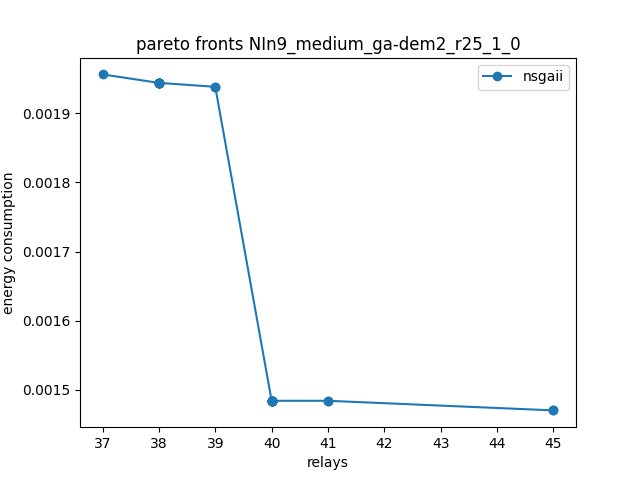 pareto fronts NIn9_medium_ga-dem2_r25_1_0
nsgaii
energy consumption
0.0019
0.0018
0.0017
0.0016
0.0015
37 38 39 40 41 42 43 44 45
relays